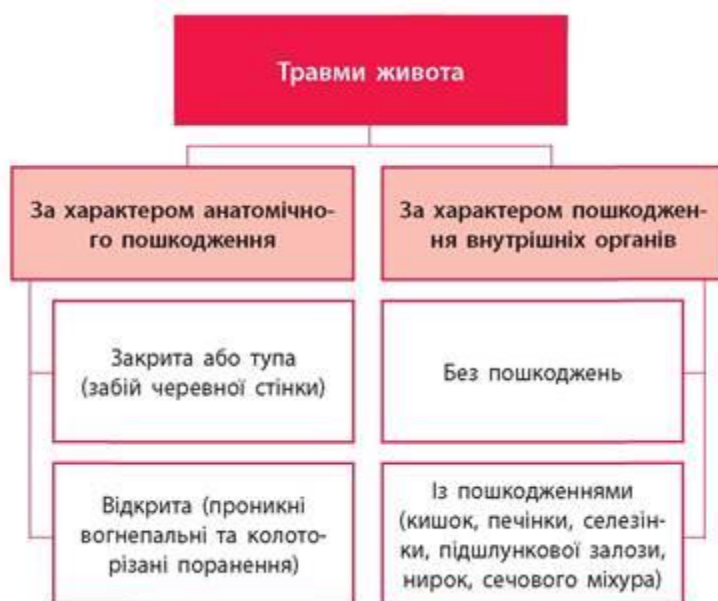 Травми живота
За характером анатомічно-
го пошкодження
За характером пошкоджен-
ня внутрішніх органів
Закрита або тупа
(забій черевної стінки)
Без пошкоджень
Відкрита (проникні
вогнепальні та колото-
різані поранення)
Із пошкодженнями
(кишок, печінки, селезін-
ки, підшлункової залози,
нирок, сечового міхура)